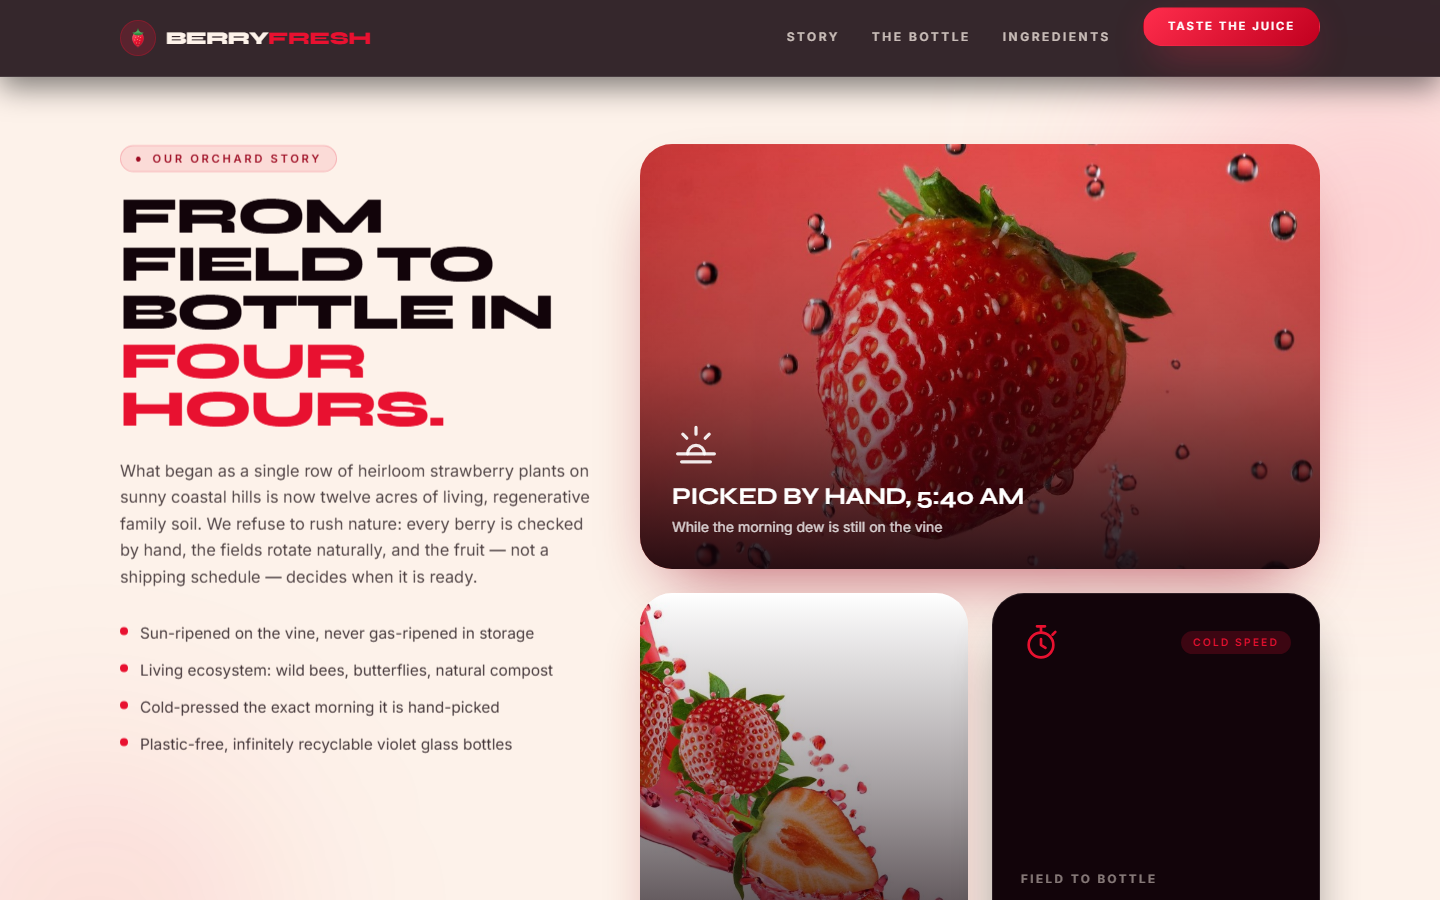 BERRYFRESH
STORY
THE BOTTLE
INGREDIENTS
TASTE THE JUICE
• OUR ORCHARD STORY
FROM
FIELD TO
BOTTLE IN
FOUR
HOURS.
What began as a single row of heirloom strawberry plants on
sunny coastal hills is now twelve acres of living, regenerative
family soil. We refuse to rush nature: every berry is checked
by hand, the fields rotate naturally, and the fruit — not a
shipping schedule — decides when it is ready.
Sun-ripened on the vine, never gas-ripened in storage
Living ecosystem: wild bees, butterflies, natural compost
Cold-pressed the exact morning it is hand-picked
Plastic-free, infinitely recyclable violet glass bottles
PICKED BY HAND, 5:40 AM
While the morning dew is still on the vine
COLD SPEED
FIELD TO BOTTLE